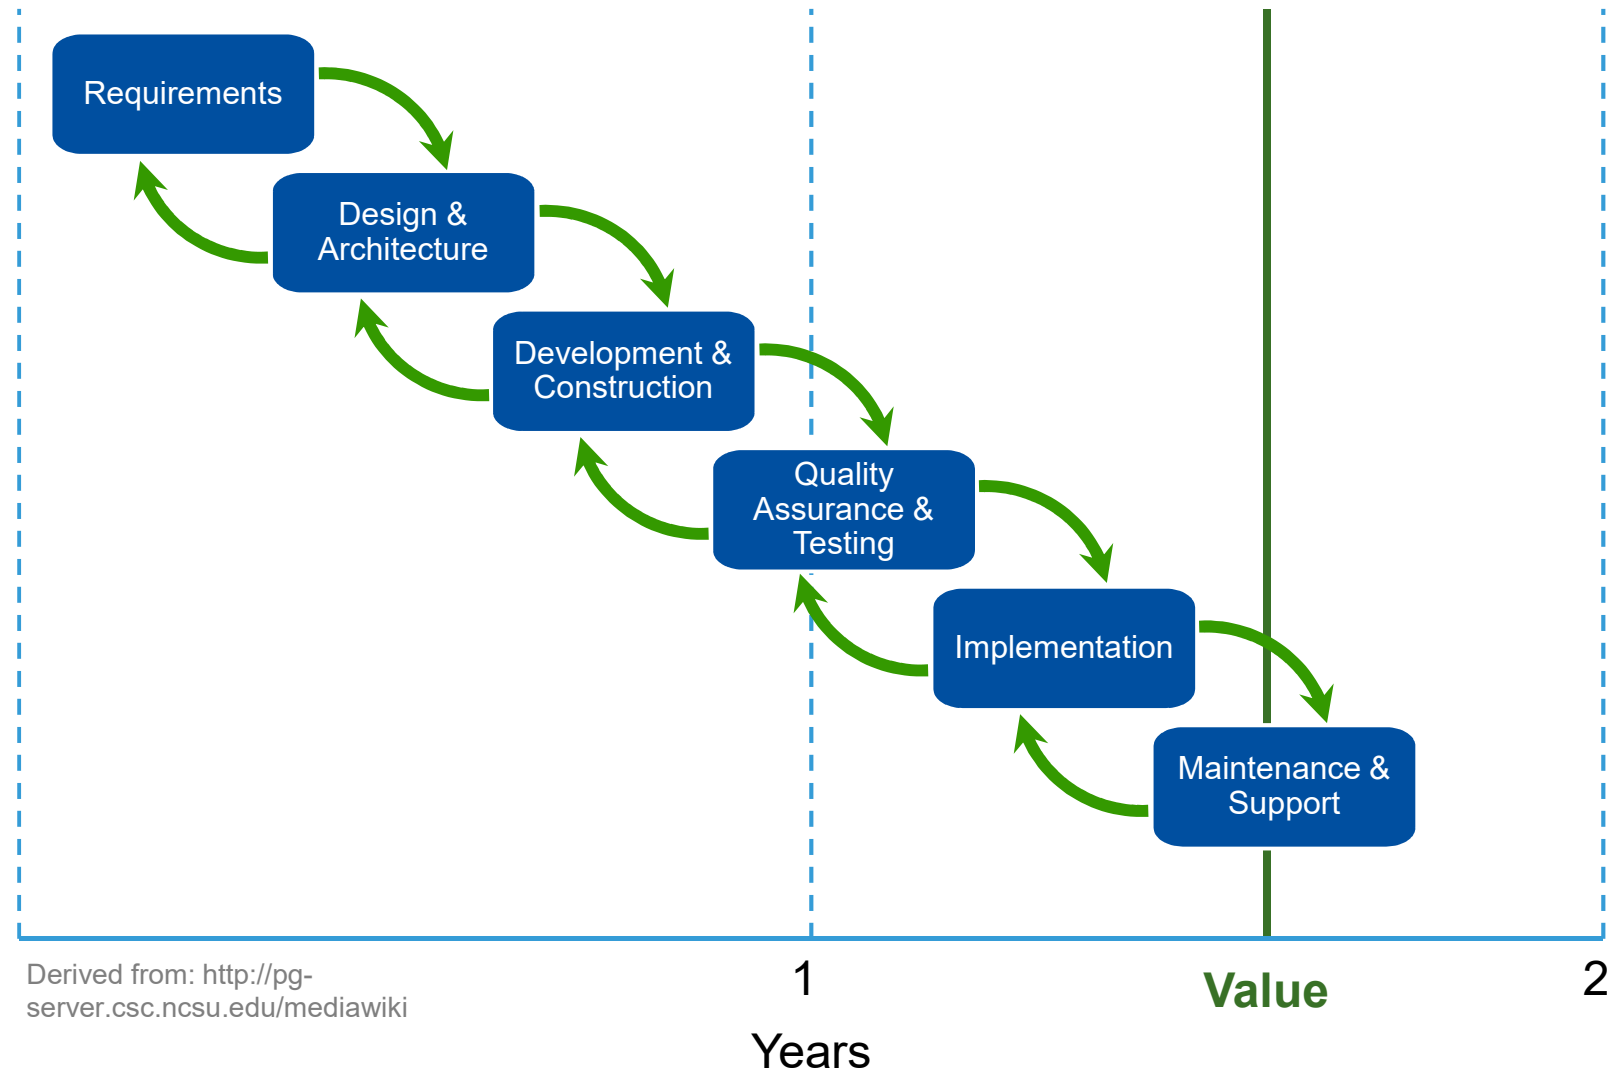 Requirements
Design &
Architecture
Development &
Construction
Quality
Assurance &
Testing
Implementation
Maintenance &
Support
Derived from: http://pg-
server.csc.ncsu.edu/mediawiki
1
Value
2
Years